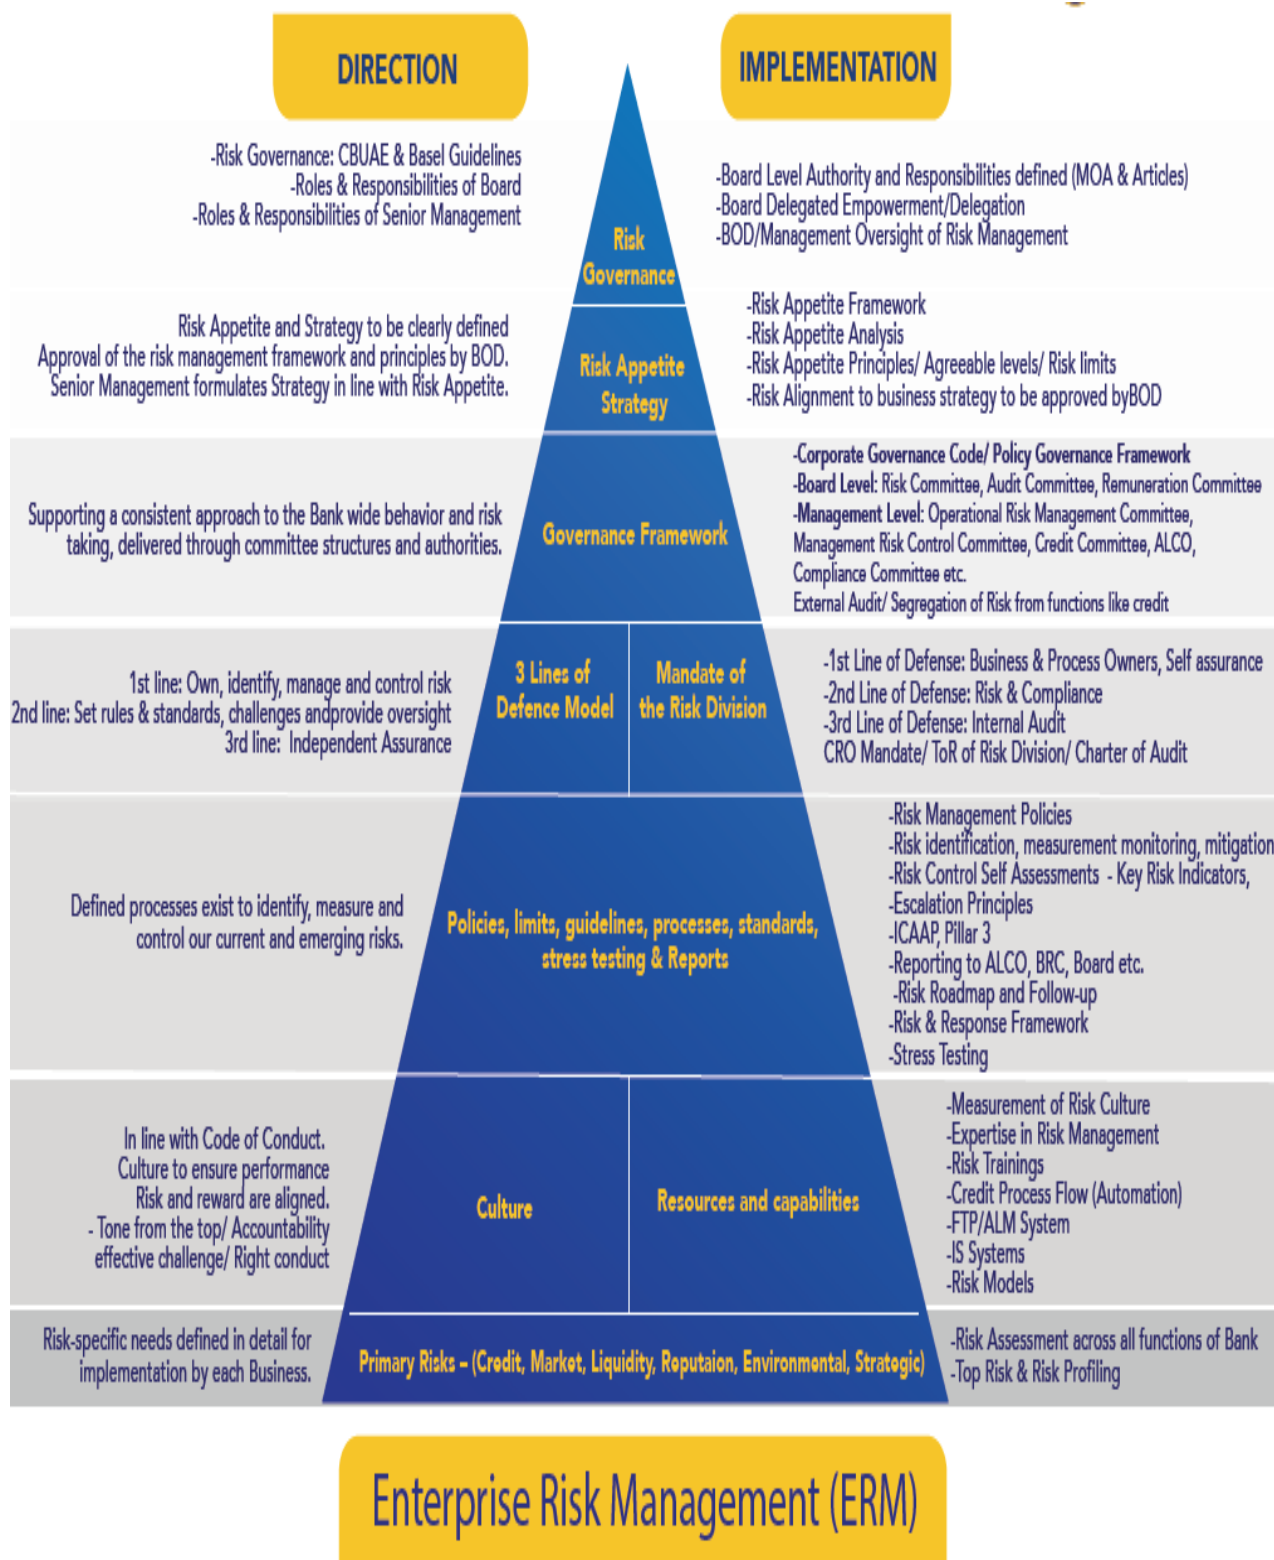 DIRECTION
IMPLEMENTATION
-Risk Governance: CBUAE & Basel Guidelines
-Roles & Responsibilities of Board
-Roles & Responsibilities of Senior Management
Risk
Governance
-Board Level Authority and Responsibilities defined (MOA & Articles)
-Board Delegated Empowerment/Delegation
-BOD/Management Oversight of Risk Management
Risk Appetite and Strategy to be clearly defined
Approval of the risk management framework and principles by BOD.
Senior Management formulates Strategy in line with Risk Appetite.
Risk Appetite
Strategy
-Risk Appetite Framework
-Risk Appetite Analysis
-Risk Appetite Principles/ Agreeable levels/ Risk limits
-Risk Alignment to business strategy to be approved byBOD
Supporting a consistent approach to the Bank wide behavior and risk
taking, delivered through committee structures and authorities.
Governance Framework
-Corporate Governance Code/ Policy Governance Framework
-Board Level: Risk Committee, Audit Committee, Remuneration Committee
-Management Level: Operational Risk Management Committee,
Management Risk Control Committee, Credit Committee, ALCO,
Compliance Committee etc.
External Audit/ Segregation of Risk from functions like credit
1st line: Own, identify, manage and control risk
2nd line: Set rules & standards, challenges andprovide oversight
3rd line: Independent Assurance
3 Lines of
Defence Model
Mandate of
the Risk Division
-1st Line of Defense: Business & Process Owners, Self assurance
-2nd Line of Defense: Risk & Compliance
-3rd Line of Defense: Internal Audit
CRO Mandate/ ToR of Risk Division/ Charter of Audit
Defined processes exist to identify, measure and
control our current and emerging risks.
Policies, limits, guidelines, processes, standards,
stress testing & Reports
-Risk Management Policies
-Risk identification, measurement monitoring, mitigation
-Risk Control Self Assessments - Key Risk Indicators,
-Escalation Principles
-ICAAP, Pillar 3
-Reporting to ALCO, BRC, Board etc.
-Risk Roadmap and Follow-up
-Risk & Response Framework
-Stress Testing
In line with Code of Conduct.
Culture to ensure performance
Risk and reward are aligned.
- Tone from the top/ Accountability
effective challenge/ Right conduct
Culture
Resources and capabilities
-Measurement of Risk Culture
-Expertise in Risk Management
-Risk Trainings
-Credit Process Flow (Automation)
-FTP/ALM System
-IS Systems
-Risk Models
Risk-specific needs defined in detail for
implementation by each Business.
Primary Risks – (Credit, Market, Liquidity, Reputaion, Environmental, Strategic)
-Risk Assessment across all functions of Bank
-Top Risk & Risk Profiling
Enterprise Risk Management (ERM)